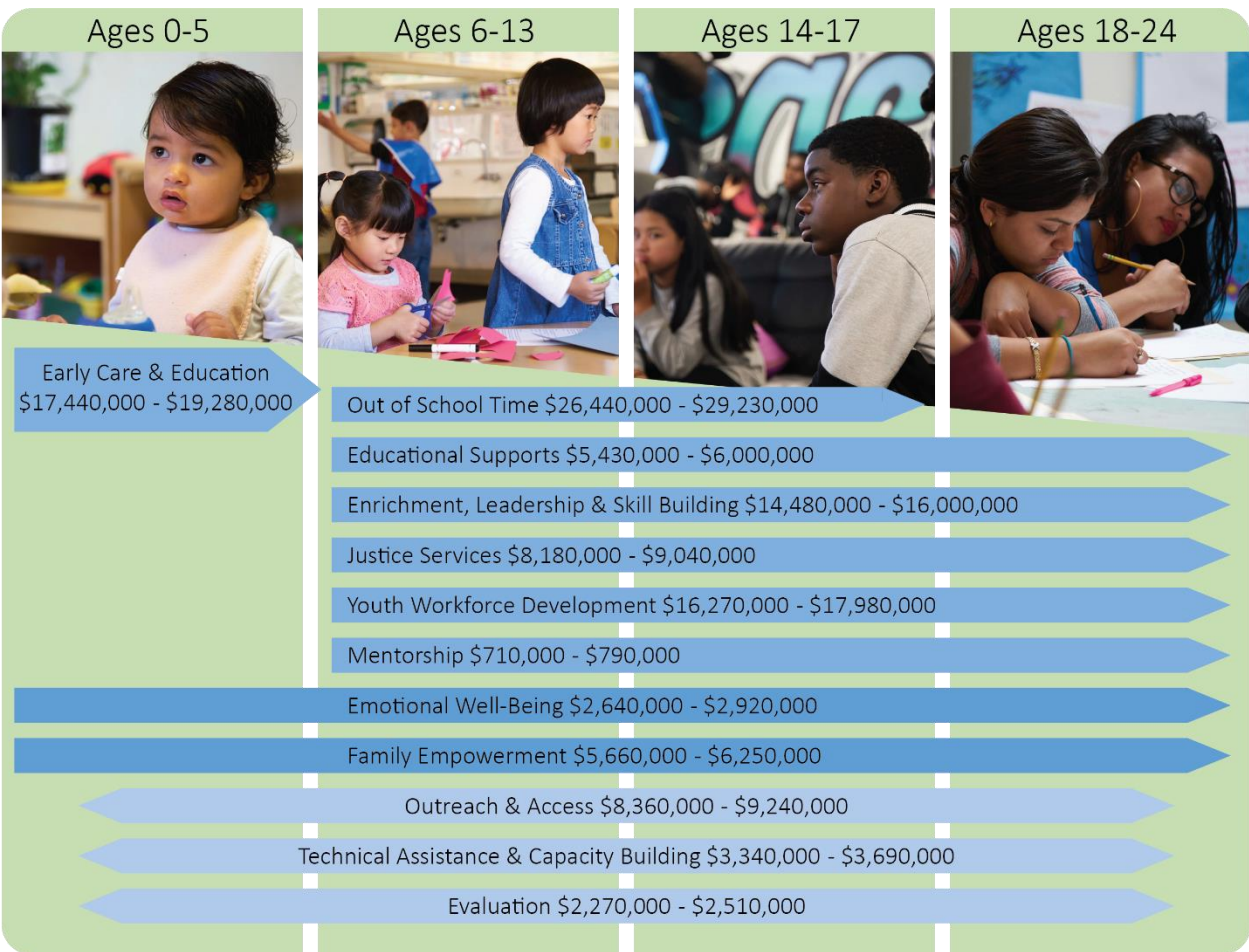 Ages 0-5
Ages 6-13
Ages 14-17
Ages 18-24
Early Care & Education
$17,440,000 - $19,280,000
Out of School Time $26,440,000 - $29,230,000
Educational Supports $5,430,000 - $6,000,000
Enrichment, Leadership & Skill Building $14,480,000 - $16,000,000
Justice Services $8,180,000 - $9,040,000
Youth Workforce Development $16,270,000 - $17,980,000
Mentorship $710,000 - $790,000
Emotional Well-Being $2,640,000 - $2,920,000
Family Empowerment $5,660,000 - $6,250,000
Outreach & Access $8,360,000 - $9,240,000
Technical Assistance & Capacity Building $3,340,000 - $3,690,000
Evaluation $2,270,000 - $2,510,000